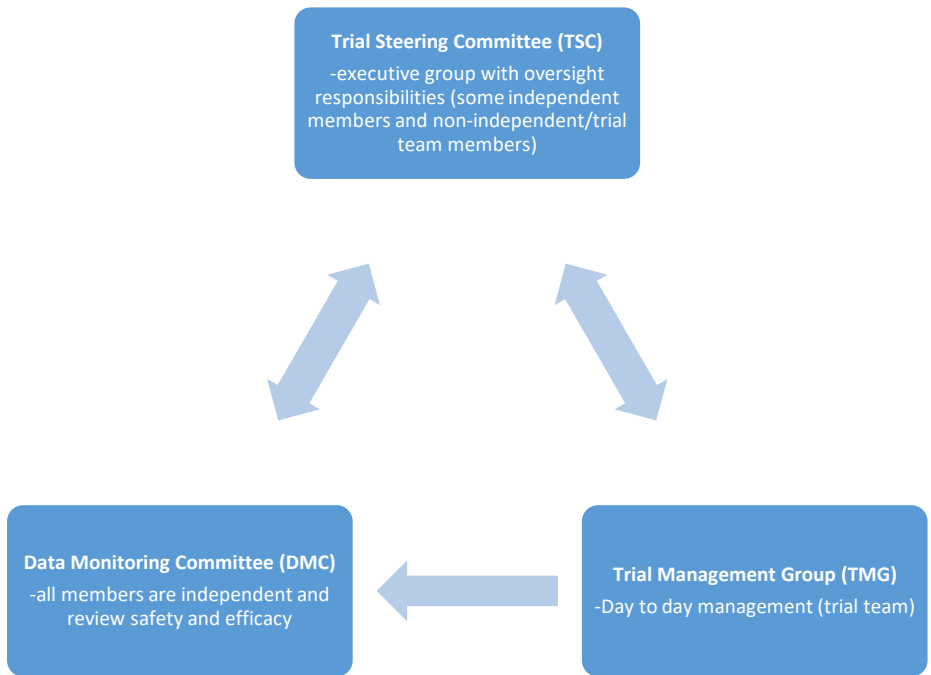 Trial Steering Committee (TSC)
-executive group with oversight
responsibilities (some independent
members and non-independent/trial
team members)
Data Monitoring Committee (DMC)
-all members are independent and
review safety and efficacy
Trial Management Group (TMG)
-Day to day management (trial team)